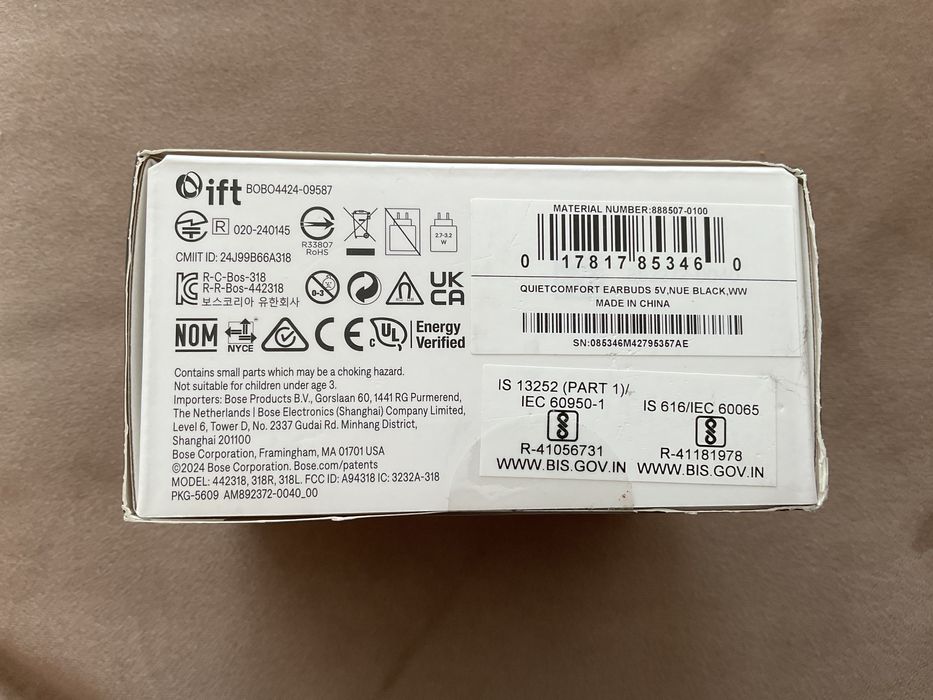 ift BOBO4424-09587
R 020-240145
R33807
RoHS
2.7-3.2
W
CMIIT ID: 24J99B66A318
R-C-Bos-318
R-R-Bos-442318
보스코리아 유한회사
0-3
UK
CA
NOM
NYCE
CE
c UL
Energy
Verified
Contains small parts which may be a choking hazard.
Not suitable for children under age 3.
Importers: Bose Products B.V., Gorslaan 60, 1441 RG Purmerend,
The Netherlands | Bose Electronics (Shanghai) Company Limited,
Level 6, Tower D, No. 2337 Gudai Rd. Minhang District,
Shanghai 201100
Bose Corporation, Framingham, MA 01701 USA
©2024 Bose Corporation. Bose.com/patents
MODEL: 442318, 318R, 318L. FCC ID: A94318 IC: 3232A-318
PKG-5609 AM892372-0040_00
MATERIAL NUMBER:888507-0100
0 17817 85346 0
QUIETCOMFORT EARBUDS 5V,NUE BLACK,WW
MADE IN CHINA
SN:085346M42795357AE
IS 13252 (PART 1)/
IEC 60950-1
R-41056731
WWW.BIS.GOV.IN
IS 616/IEC 60065
R-41181978
WWW.BIS.GOV.IN